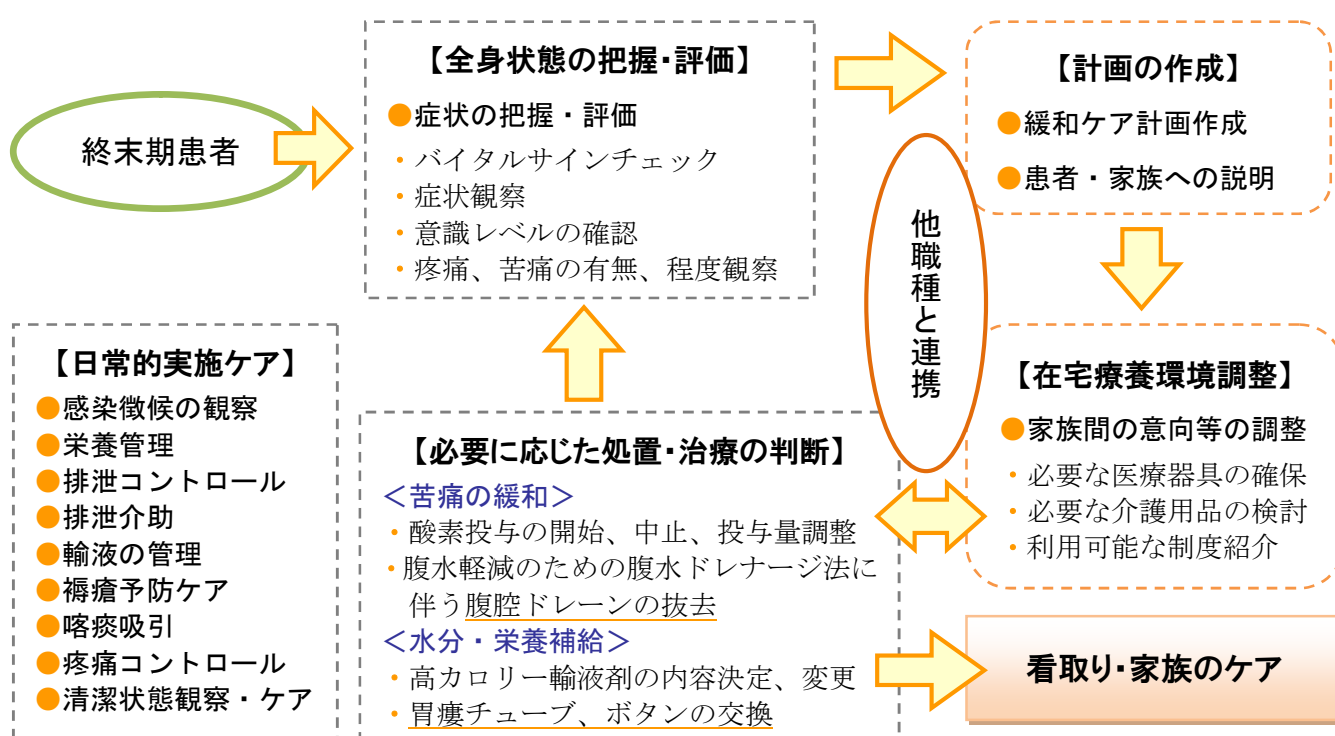 終末期患者
【全身状態の把握・評価】
●症状の把握・評価
・バイタルサインチェック
・症状観察
・意識レベルの確認
・疼痛、苦痛の有無、程度観察
【計画の作成】
●緩和ケア計画作成
●患者・家族への説明
他職種と連携
【日常的実施ケア】
●感染徴候の観察
●栄養管理
●排泄コントロール
●排泄介助
●輸液の管理
●褥瘡予防ケア
●喀痰吸引
●疼痛コントロール
●清潔状態観察・ケア
【必要に応じた処置・治療の判断】
＜苦痛の緩和＞
・酸素投与の開始、中止、投与量調整
・腹水軽減のための腹水ドレナージ法に
伴う腹腔ドレーンの抜去
＜水分・栄養補給＞
・高カロリー輸液剤の内容決定、変更
・胃瘻チューブ、ボタンの交換
【在宅療養環境調整】
●家族間の意向等の調整
・必要な医療器具の確保
・必要な介護用品の検討
・利用可能な制度紹介
看取り・家族のケア